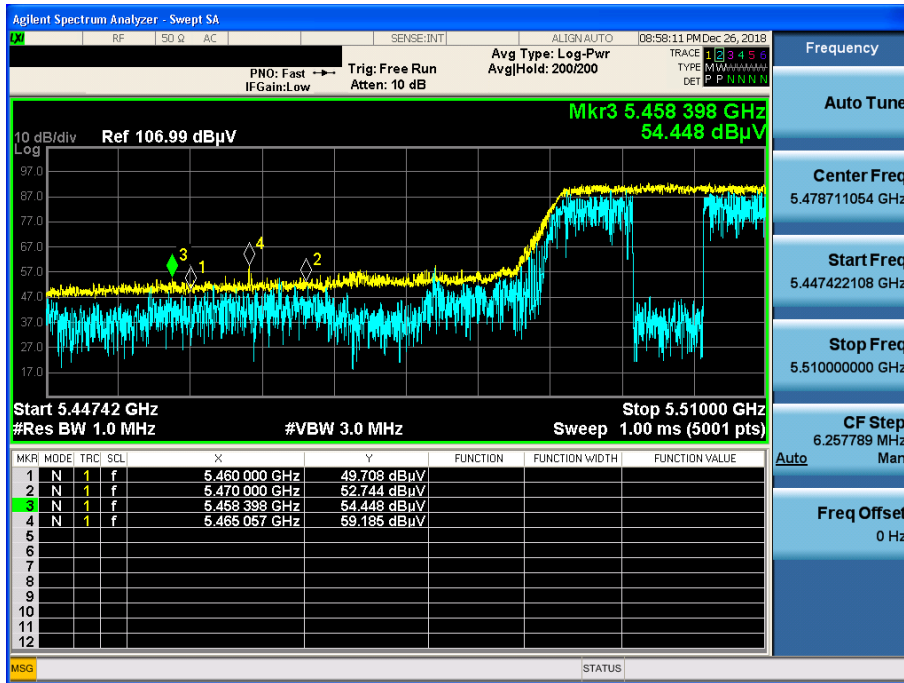 Agilent Spectrum Analyzer - Swept SA
LXI RF 50 Ω AC SENSE:INT ALIGN AUTO 08:58:11 PM Dec 26, 2018
Frequency
PNO: Fast Trig: Free Run Avg Type: Log-Pwr TRACE 1 2 3 4 5 6
IFGain:Low Atten: 10 dB Avg|Hold: 200/200 TYPE M W W W W W
DET P P N N N N
Auto Tune
Mkr3 5.458 398 GHz
54.448 dBµV
10 dB/div Ref 106.99 dBµV
Log
97.0
87.0
77.0
67.0
57.0
47.0
37.0
27.0
17.0
3
1
4
2
Center Freq
5.478711054 GHz
Start Freq
5.447422108 GHz
Stop Freq
5.510000000 GHz
Start 5.44742 GHz Stop 5.51000 GHz
#Res BW 1.0 MHz #VBW 3.0 MHz Sweep 1.00 ms (5001 pts)
CF Step
6.257789 MHz
Auto Man
Freq Offset
0 Hz
MKR MODE TRC SCL X Y FUNCTION FUNCTION WIDTH FUNCTION VALUE
1 N 1 f 5.460 000 GHz 49.708 dBµV
2 N 1 f 5.470 000 GHz 52.744 dBµV
3 N 1 f 5.458 398 GHz 54.448 dBµV
4 N 1 f 5.465 057 GHz 59.185 dBµV
5
6
7
8
9
10
11
12
MSG STATUS